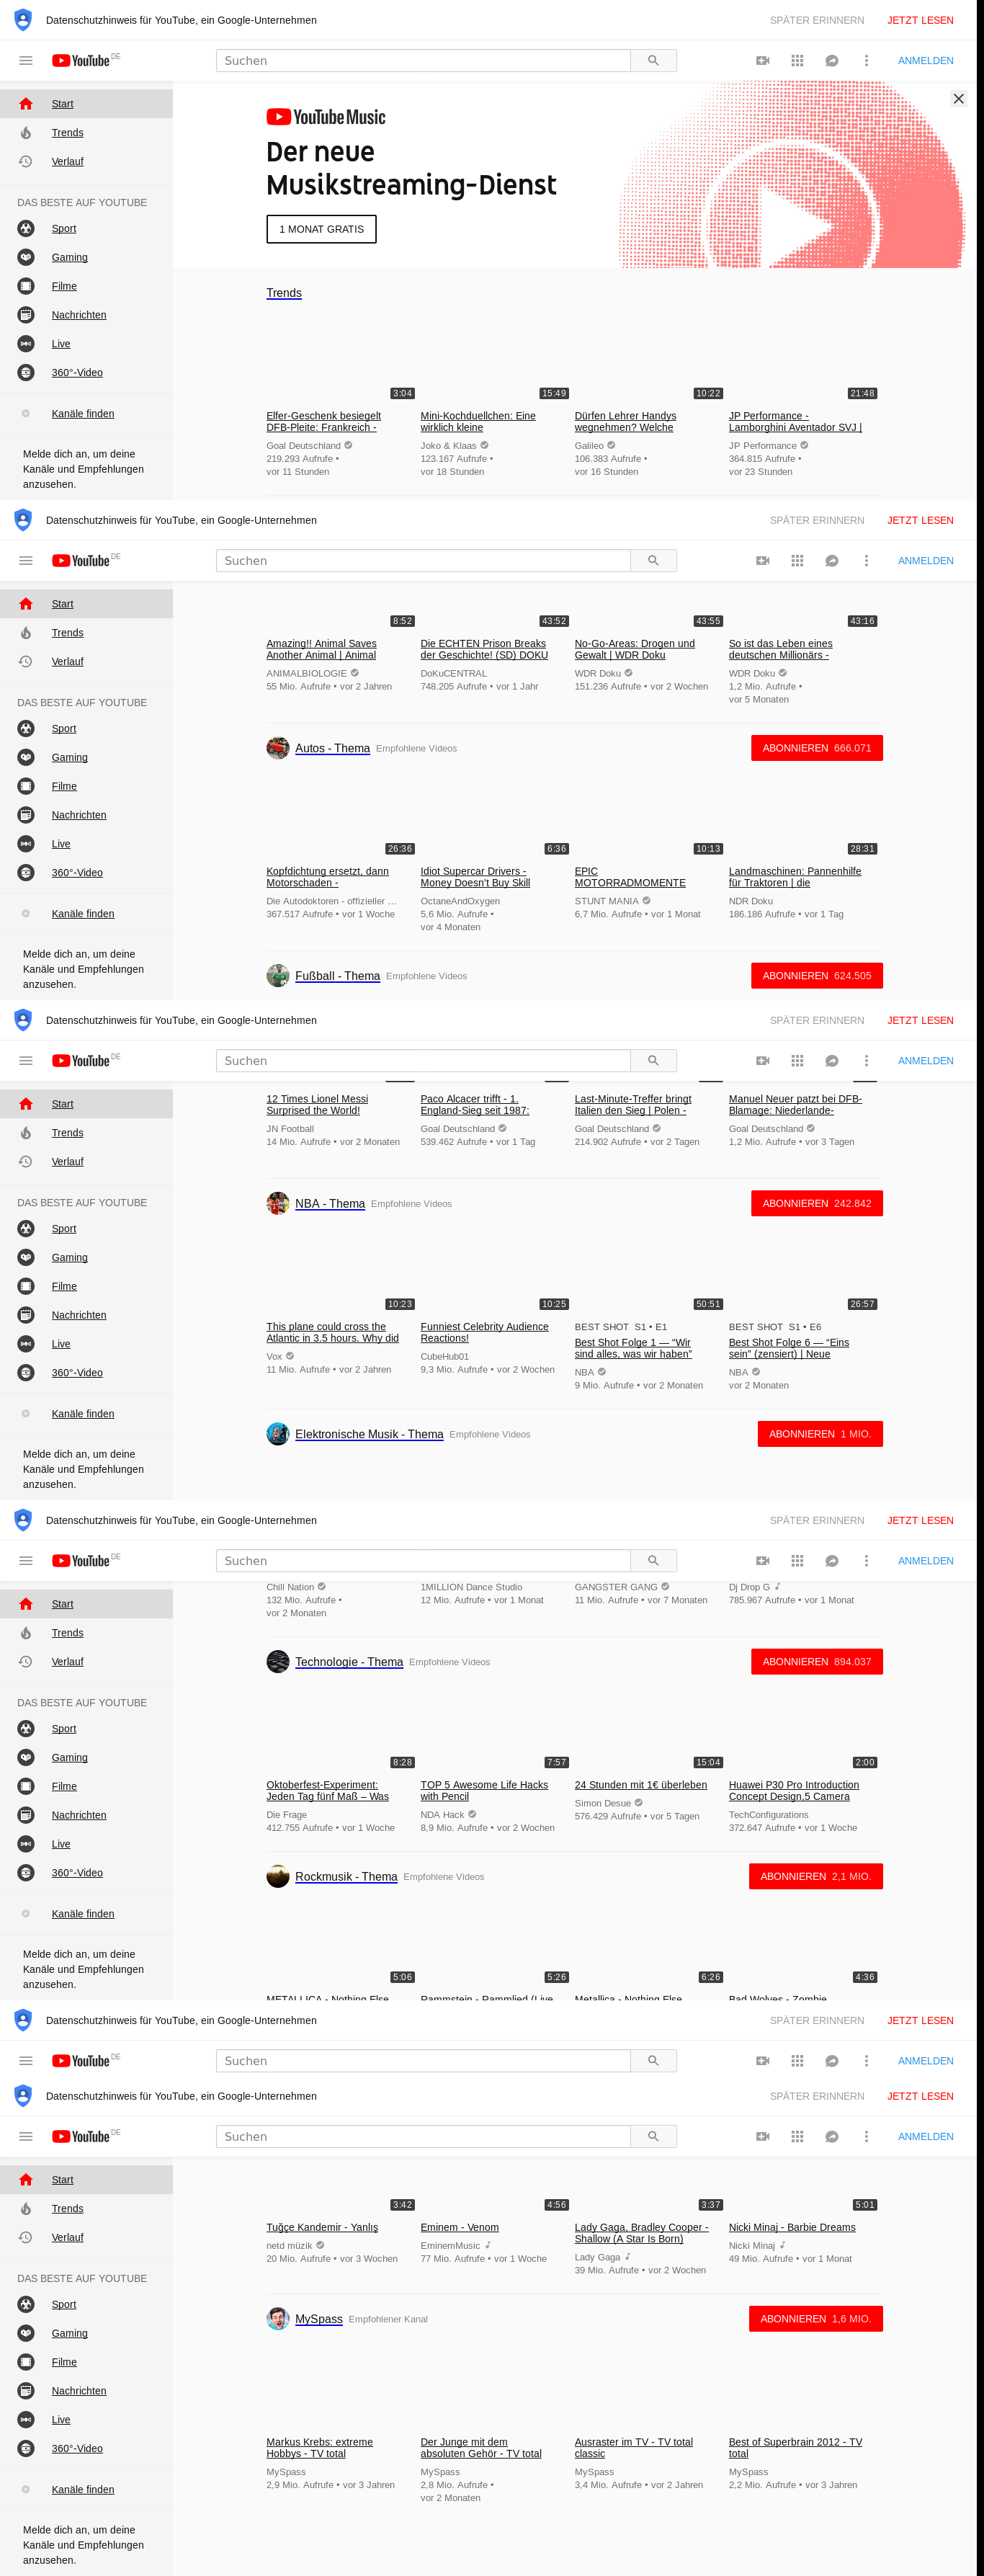 Datenschutzhinweis für YouTube, ein Google-Unternehmen SPÄTER ERINNERN JETZT LESEN
YouTube DE Suchen ANMELDEN
Start
Trends
Verlauf
DAS BESTE AUF YOUTUBE
Sport
Gaming
Filme
Nachrichten
Live
360°-Video
Kanäle finden
Melde dich an, um deine
Kanäle und Empfehlungen
anzusehen.
YouTube Music
Der neue
Musikstreaming-Dienst
1 MONAT GRATIS
Trends
3:04 15:49 10:22 21:48
Elfer-Geschenk besiegelt
DFB-Pleite: Frankreich -
Goal Deutschland
219.293 Aufrufe •
vor 11 Stunden
Mini-Kochduellchen: Eine
wirklich kleine
Joko & Klaas
123.167 Aufrufe •
vor 18 Stunden
Dürfen Lehrer Handys
wegnehmen? Welche
Galileo
106.383 Aufrufe •
vor 16 Stunden
JP Performance -
Lamborghini Aventador SVJ |
JP Performance
364.815 Aufrufe •
vor 23 Stunden
Datenschutzhinweis für YouTube, ein Google-Unternehmen SPÄTER ERINNERN JETZT LESEN
YouTube DE Suchen ANMELDEN
Start
Trends
Verlauf
DAS BESTE AUF YOUTUBE
Sport
Gaming
Filme
Nachrichten
Live
360°-Video
Kanäle finden
Melde dich an, um deine
Kanäle und Empfehlungen
anzusehen.
8:52 43:52 43:55 43:16
Amazing!! Animal Saves
Another Animal | Animal
ANIMALBIOLOGIE
55 Mio. Aufrufe • vor 2 Jahren
Die ECHTEN Prison Breaks
der Geschichte! (SD) DOKU
DoKuCENTRAL
748.205 Aufrufe • vor 1 Jahr
No-Go-Areas: Drogen und
Gewalt | WDR Doku
WDR Doku
151.236 Aufrufe • vor 2 Wochen
So ist das Leben eines
deutschen Millionärs -
WDR Doku
1,2 Mio. Aufrufe •
vor 5 Monaten
Autos - Thema Empfohlene Videos ABONNIEREN 666.071
26:36 6:36 10:13 28:31
Kopfdichtung ersetzt, dann
Motorschaden -
Die Autodoktoren - offizieller ...
367.517 Aufrufe • vor 1 Woche
Idiot Supercar Drivers -
Money Doesn't Buy Skill
OctaneAndOxygen
5,6 Mio. Aufrufe •
vor 4 Monaten
EPIC
MOTORRADMOMENTE
STUNT MANIA
6,7 Mio. Aufrufe • vor 1 Monat
Landmaschinen: Pannenhilfe
für Traktoren | die
NDR Doku
186.186 Aufrufe • vor 1 Tag
Fußball - Thema Empfohlene Videos ABONNIEREN 624.505
Datenschutzhinweis für YouTube, ein Google-Unternehmen SPÄTER ERINNERN JETZT LESEN
YouTube DE Suchen ANMELDEN
Start
Trends
Verlauf
DAS BESTE AUF YOUTUBE
Sport
Gaming
Filme
Nachrichten
Live
360°-Video
Kanäle finden
Melde dich an, um deine
Kanäle und Empfehlungen
anzusehen.
12 Times Lionel Messi
Surprised the World!
JN Football
14 Mio. Aufrufe • vor 2 Monaten
Paco Alcacer trifft - 1.
England-Sieg seit 1987:
Goal Deutschland
539.462 Aufrufe • vor 1 Tag
Last-Minute-Treffer bringt
Italien den Sieg | Polen -
Goal Deutschland
214.902 Aufrufe • vor 2 Tagen
Manuel Neuer patzt bei DFB-
Blamage: Niederlande-
Goal Deutschland
1,2 Mio. Aufrufe • vor 3 Tagen
NBA - Thema Empfohlene Videos ABONNIEREN 242.842
10:23 10:25 50:51 26:57
This plane could cross the
Atlantic in 3.5 hours. Why did
Vox
11 Mio. Aufrufe • vor 2 Jahren
Funniest Celebrity Audience
Reactions!
CubeHub01
9,3 Mio. Aufrufe • vor 2 Wochen
BEST SHOT S1 • E1
Best Shot Folge 1 — “Wir
sind alles, was wir haben”
NBA
9 Mio. Aufrufe • vor 2 Monaten
BEST SHOT S1 • E6
Best Shot Folge 6 — “Eins
sein” (zensiert) | Neue
NBA
vor 2 Monaten
Elektronische Musik - Thema Empfohlene Videos ABONNIEREN 1 MIO.
Datenschutzhinweis für YouTube, ein Google-Unternehmen SPÄTER ERINNERN JETZT LESEN
YouTube DE Suchen ANMELDEN
Start
Trends
Verlauf
DAS BESTE AUF YOUTUBE
Sport
Gaming
Filme
Nachrichten
Live
360°-Video
Kanäle finden
Melde dich an, um deine
Kanäle und Empfehlungen
anzusehen.
Chill Nation
132 Mio. Aufrufe •
vor 2 Monaten
1MILLION Dance Studio
12 Mio. Aufrufe • vor 1 Monat
GANGSTER GANG
11 Mio. Aufrufe • vor 7 Monaten
Dj Drop G
785.967 Aufrufe • vor 1 Monat
Technologie - Thema Empfohlene Videos ABONNIEREN 894.037
8:28 7:57 15:04 2:00
Oktoberfest-Experiment:
Jeden Tag fünf Maß – Was
Die Frage
412.755 Aufrufe • vor 1 Woche
TOP 5 Awesome Life Hacks
with Pencil
NDA Hack
8,9 Mio. Aufrufe • vor 2 Wochen
24 Stunden mit 1€ überleben
Simon Desue
576.429 Aufrufe • vor 5 Tagen
Huawei P30 Pro Introduction
Concept Design,5 Camera
TechConfigurations
372.647 Aufrufe • vor 1 Woche
Rockmusik - Thema Empfohlene Videos ABONNIEREN 2,1 MIO.
5:06 5:26 6:26 4:36
METALLICA - Nothing Else
Rammstein - Rammlied (Live
Metallica - Nothing Else
Bad Wolves - Zombie
Datenschutzhinweis für YouTube, ein Google-Unternehmen SPÄTER ERINNERN JETZT LESEN
YouTube DE Suchen ANMELDEN
Datenschutzhinweis für YouTube, ein Google-Unternehmen SPÄTER ERINNERN JETZT LESEN
YouTube DE Suchen ANMELDEN
Start
Trends
Verlauf
DAS BESTE AUF YOUTUBE
Sport
Gaming
Filme
Nachrichten
Live
360°-Video
Kanäle finden
Melde dich an, um deine
Kanäle und Empfehlungen
anzusehen.
3:42 4:56 3:37 5:01
Tuğçe Kandemir - Yanlış
netd müzik
20 Mio. Aufrufe • vor 3 Wochen
Eminem - Venom
EminemMusic
77 Mio. Aufrufe • vor 1 Woche
Lady Gaga, Bradley Cooper -
Shallow (A Star Is Born)
Lady Gaga
39 Mio. Aufrufe • vor 2 Wochen
Nicki Minaj - Barbie Dreams
Nicki Minaj
49 Mio. Aufrufe • vor 1 Monat
MySpass Empfohlener Kanal ABONNIEREN 1,6 MIO.
Markus Krebs: extreme
Hobbys - TV total
MySpass
2,9 Mio. Aufrufe • vor 3 Jahren
Der Junge mit dem
absoluten Gehör - TV total
MySpass
2,8 Mio. Aufrufe •
vor 2 Monaten
Ausraster im TV - TV total
classic
MySpass
3,4 Mio. Aufrufe • vor 2 Jahren
Best of Superbrain 2012 - TV
total
MySpass
2,2 Mio. Aufrufe • vor 3 Jahren